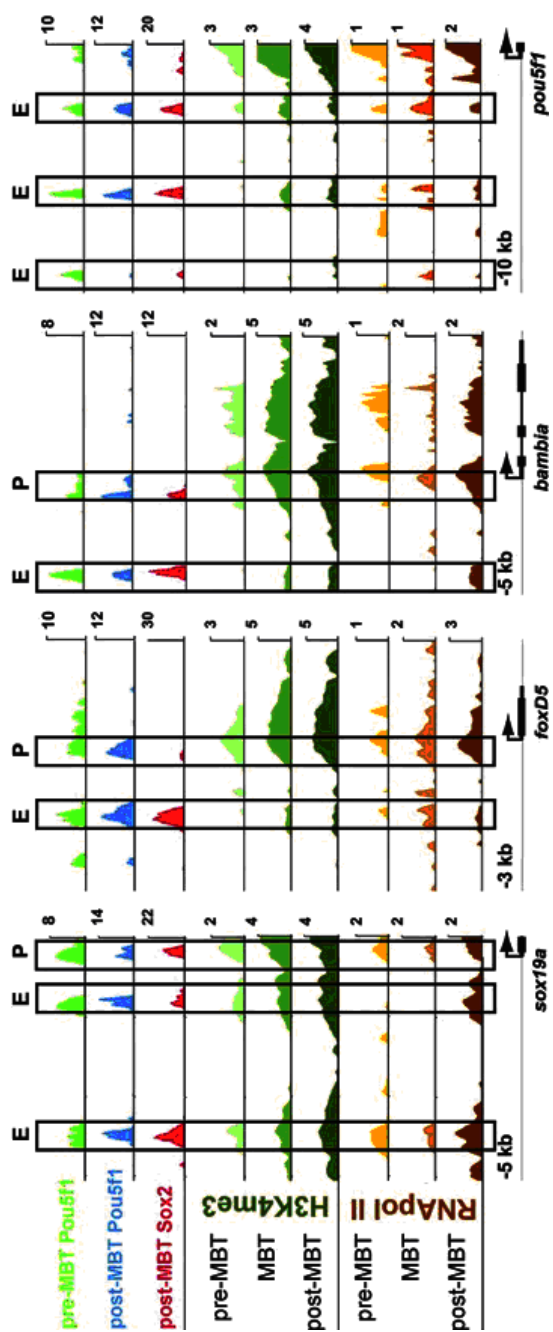 E E P E P E P E E E
pre-MBT Pou5f1 8 10 8 10
post-MBT Pou5f1 14 12 12 12
post-MBT Sox2 22 30 12 20
H3K4me3
pre-MBT 2 3 2 3
MBT 4 5 5 3
post-MBT 4 5 5 4
RNApol II
pre-MBT 2 1 1 1
MBT 2 2 2 1
post-MBT 2 3 2 2
-5 kb -3 kb -5 kb -10 kb
sox19a foxD5 bambia pou5f1